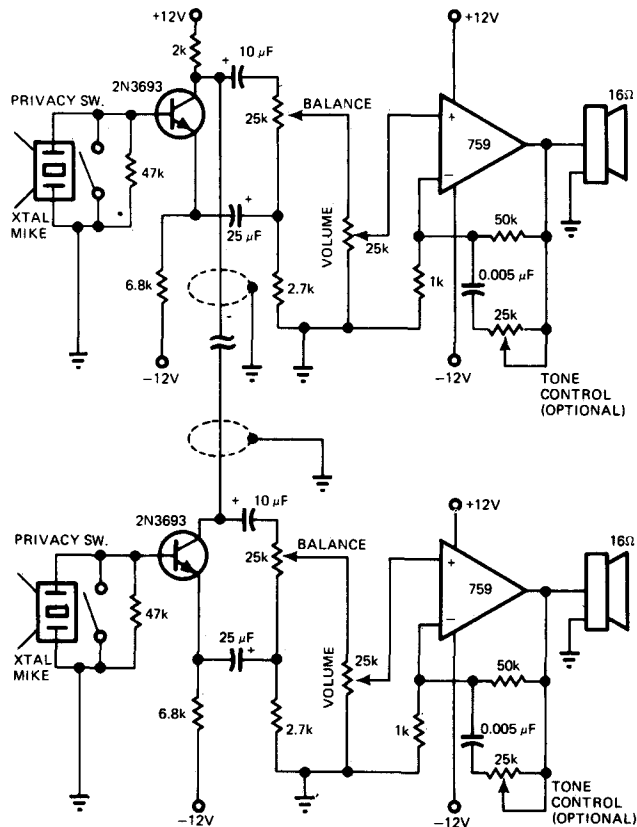 +12V
2k
10 μF
+
2N3693
PRIVACY SW.
XTAL
MIKE
47k
25k
BALANCE
25 μF
+
6.8k
-12V
2.7k
VOLUME
25k
+12V
+
-
759
16Ω
1k
50k
0.005 μF
25k
-12V
TONE
CONTROL
(OPTIONAL)
+
10 μF
2N3693
PRIVACY SW.
XTAL
MIKE
47k
25k
BALANCE
25 μF
+
6.8k
-12V
2.7k
VOLUME
25k
+12V
+
-
759
16Ω
1k
50k
0.005 μF
25k
-12V
TONE
CONTROL
(OPTIONAL)